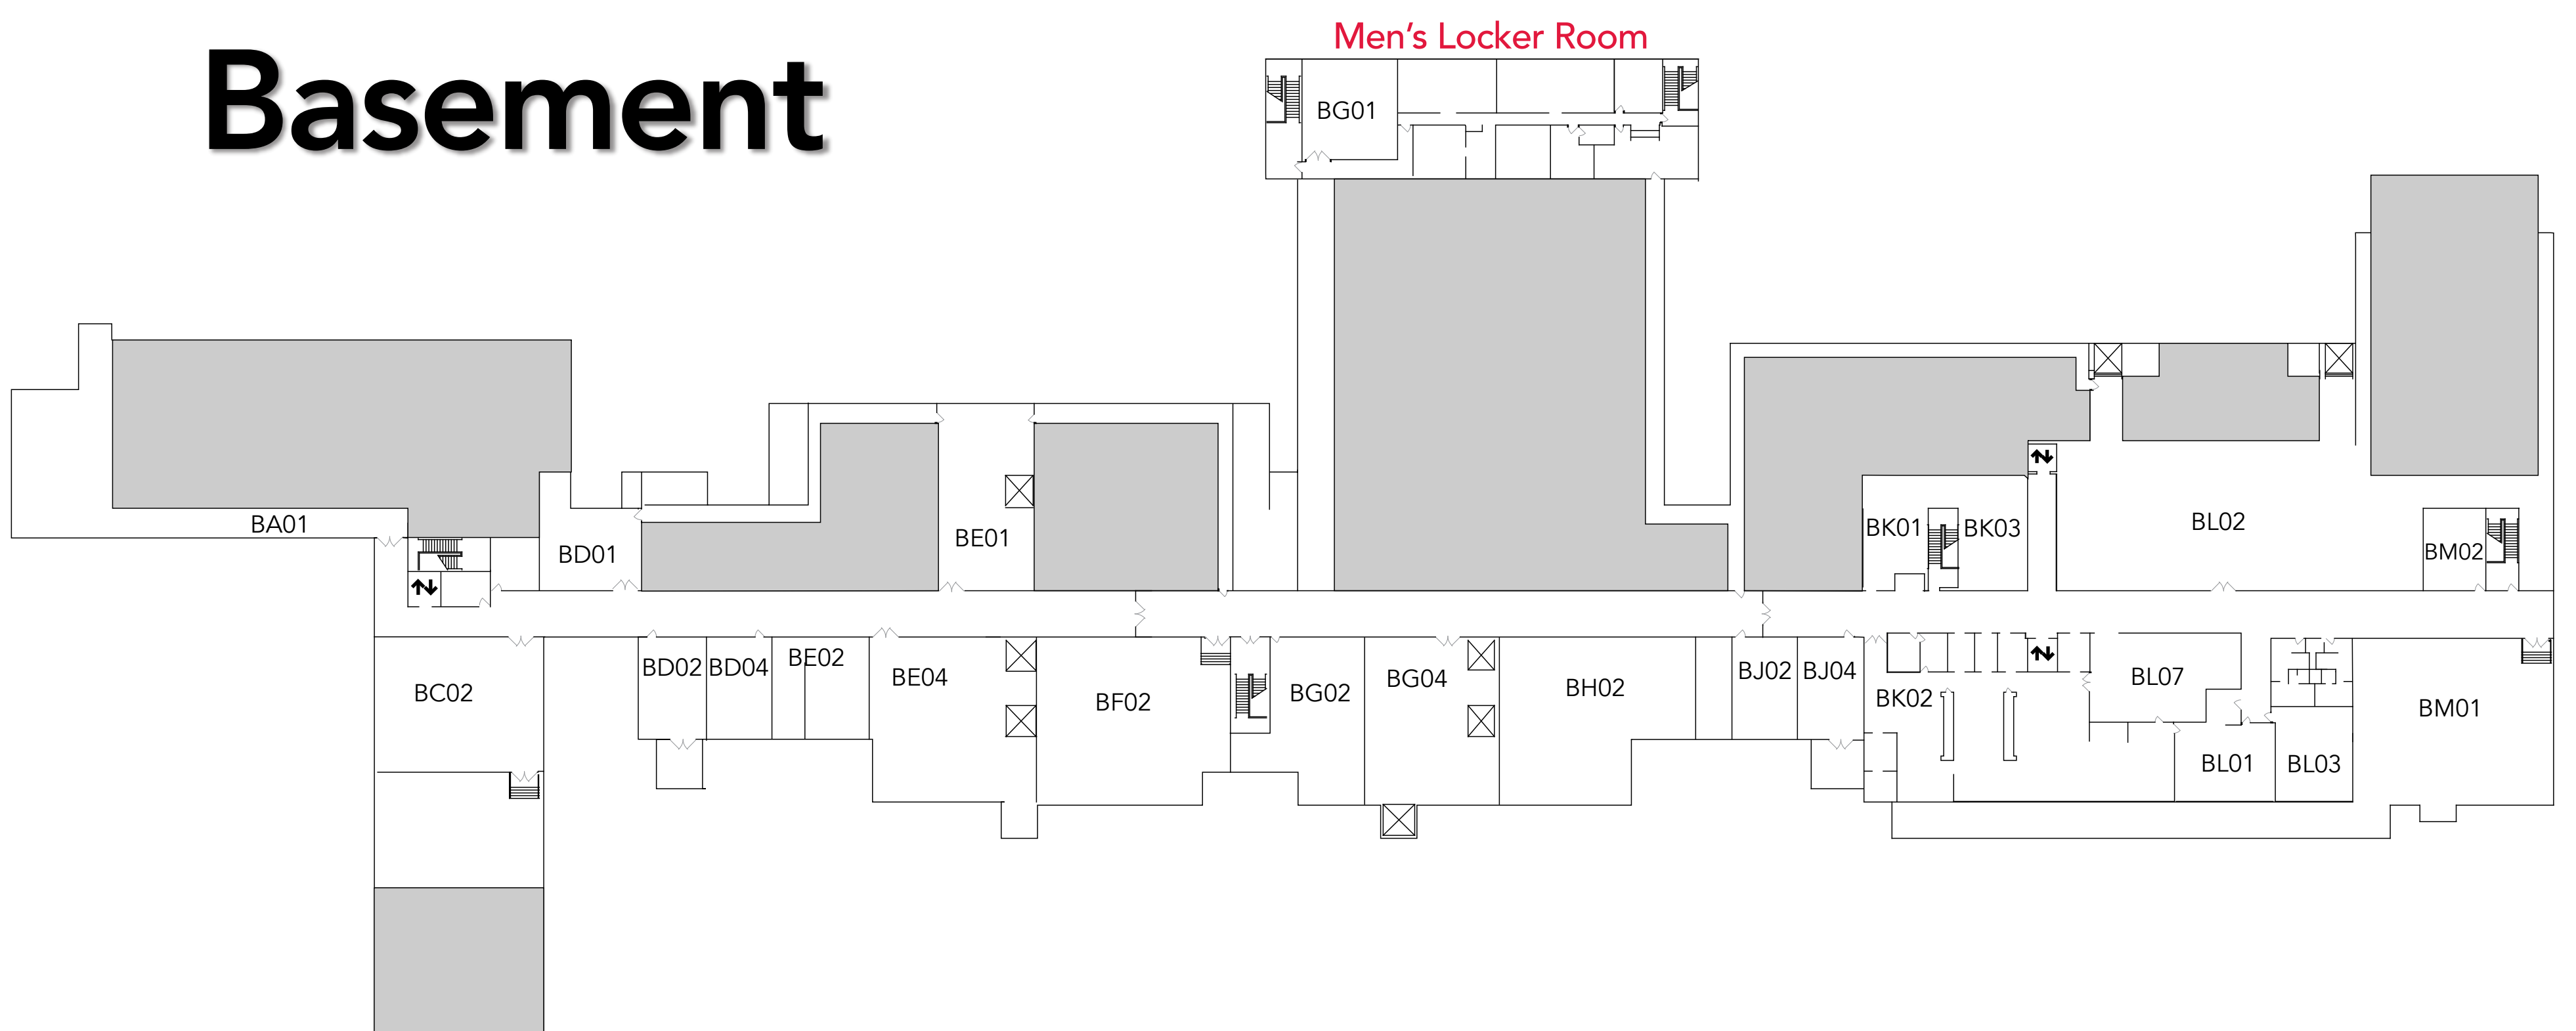 Basement
Men's Locker Room
BG01
BA01
BD01
BE01
BK01
BK03
BL02
BM02
BC02
BD02
BD04
BE02
BE04
BF02
BG02
BG04
BH02
BJ02
BJ04
BK02
BL07
BM01
BL01
BL03